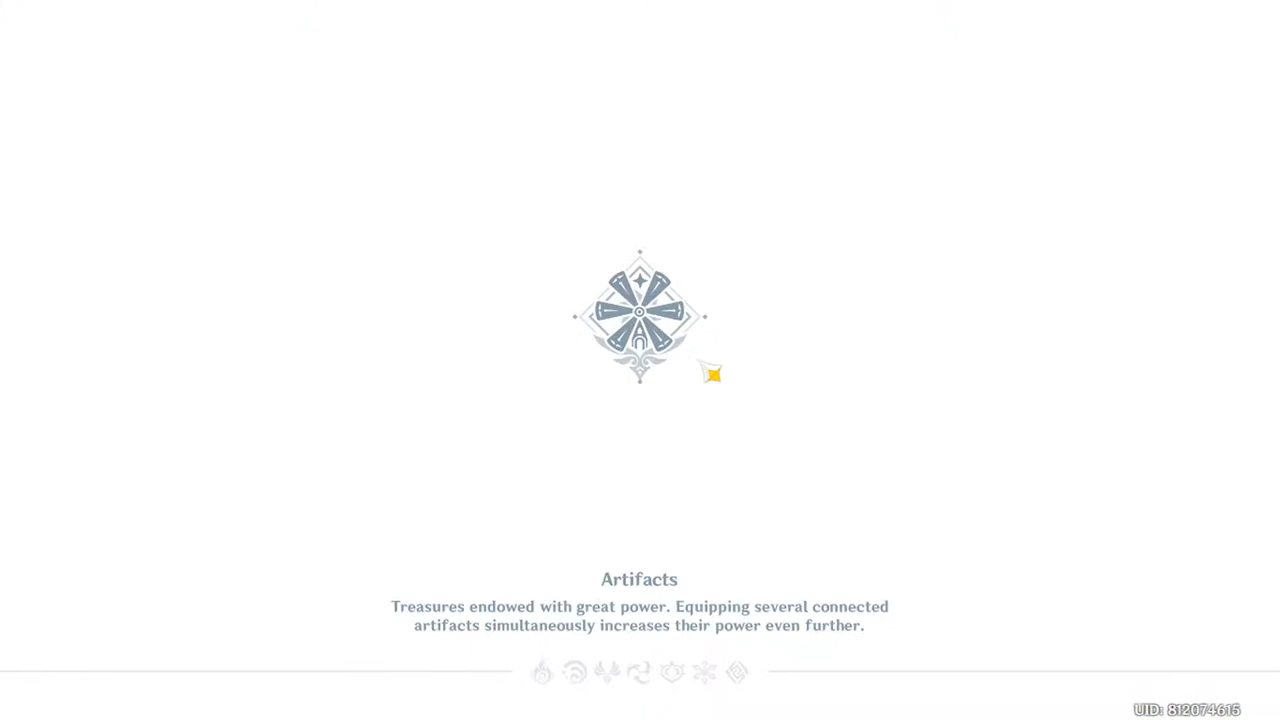 Artifacts
Treasures endowed with great power. Equipping several connected
artifacts simultaneously increases their power even further.
UID: 812074615